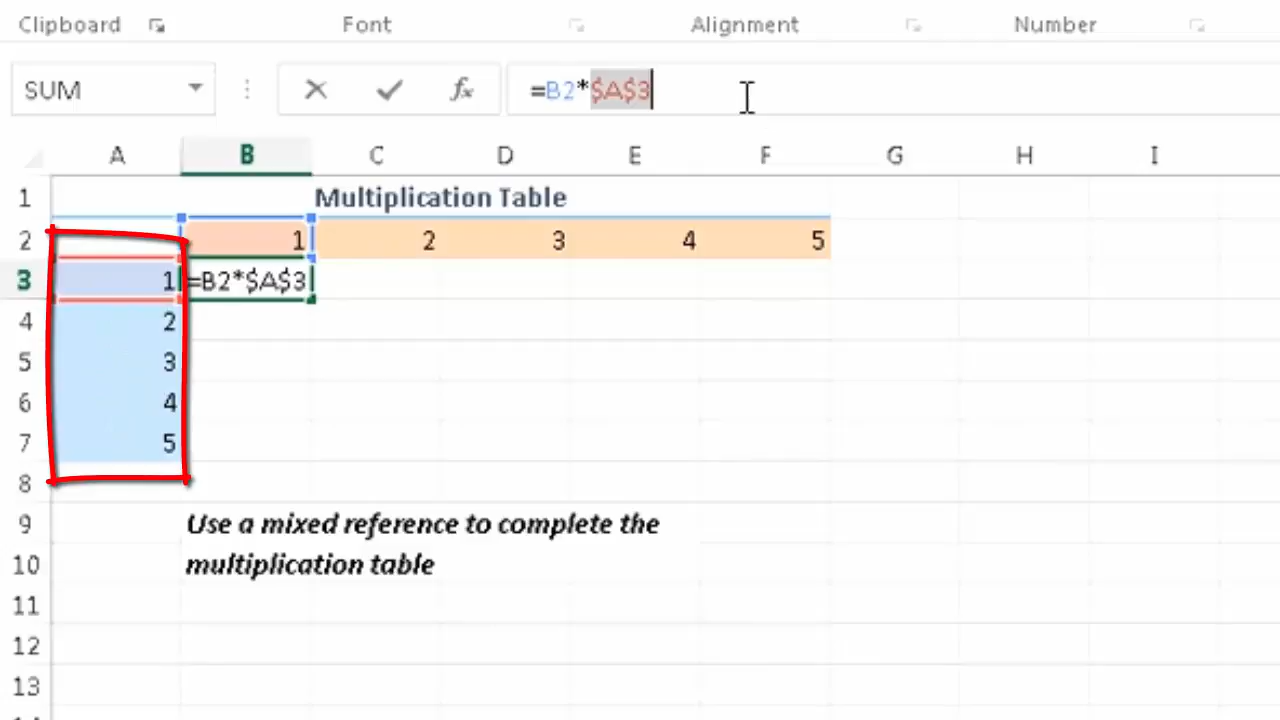 Clipboard Font Alignment Number
SUM fx =B2*$A$3
A B C D E F G H I
1 Multiplication Table
2 1 2 3 4 5
3 1 =B2*$A$3
4 2
5 3
6 4
7 5
8
9 Use a mixed reference to complete the
10 multiplication table
11
12
13